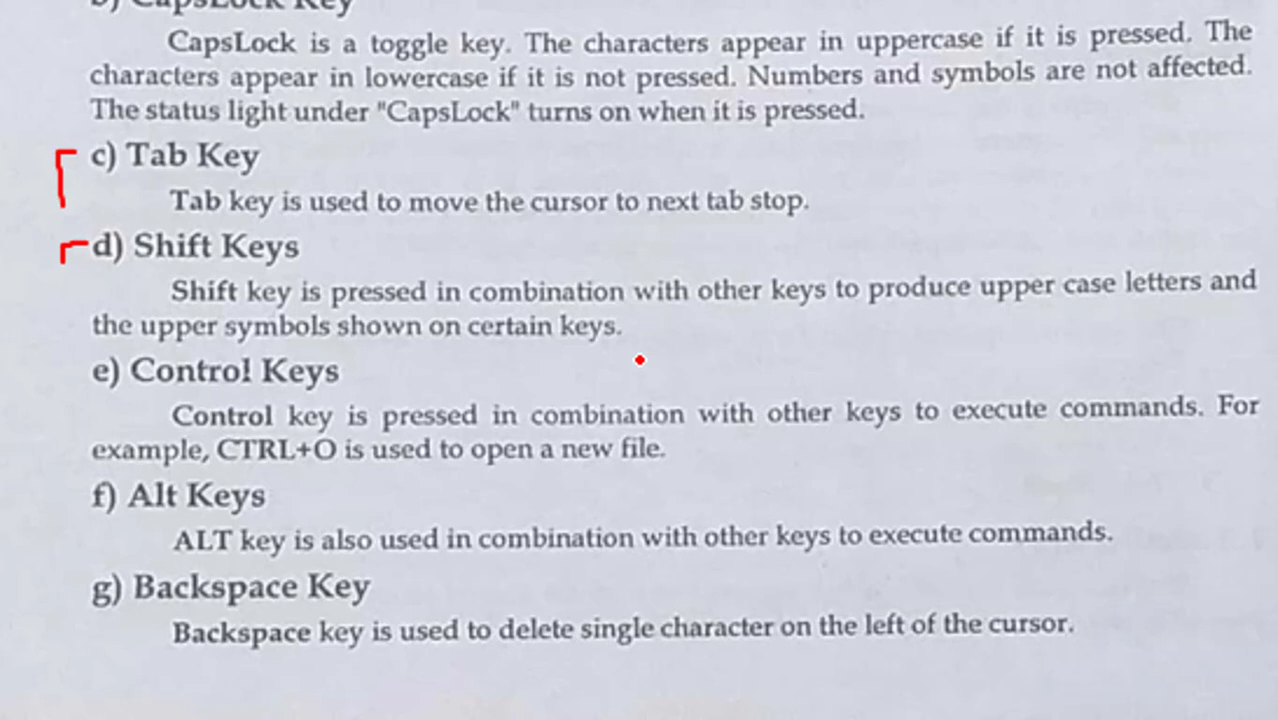 b) CapsLock Key
CapsLock is a toggle key. The characters appear in uppercase if it is pressed. The
characters appear in lowercase if it is not pressed. Numbers and symbols are not affected.
The status light under "CapsLock" turns on when it is pressed.
c) Tab Key
Tab key is used to move the cursor to next tab stop.
d) Shift Keys
Shift key is pressed in combination with other keys to produce upper case letters and
the upper symbols shown on certain keys.
e) Control Keys
Control key is pressed in combination with other keys to execute commands. For
example, CTRL+O is used to open a new file.
f) Alt Keys
ALT key is also used in combination with other keys to execute commands.
g) Backspace Key
Backspace key is used to delete single character on the left of the cursor.